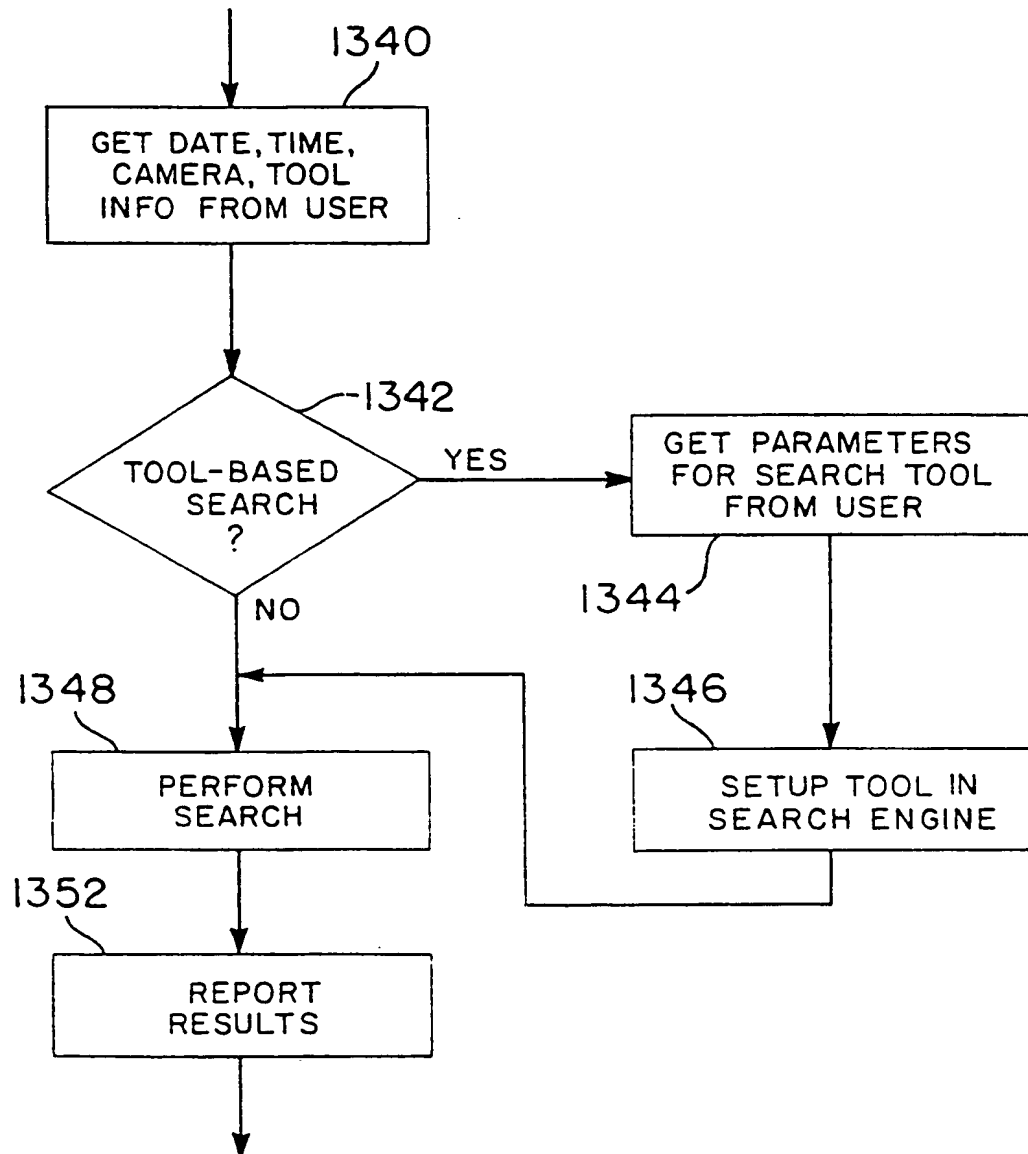 1340
GET DATE, TIME,
CAMERA, TOOL
INFO FROM USER
1342
TOOL-BASED
SEARCH
?
YES
NO
GET PARAMETERS
FOR SEARCH TOOL
FROM USER
1344
1346
SETUP TOOL IN
SEARCH ENGINE
1348
PERFORM
SEARCH
1352
REPORT
RESULTS